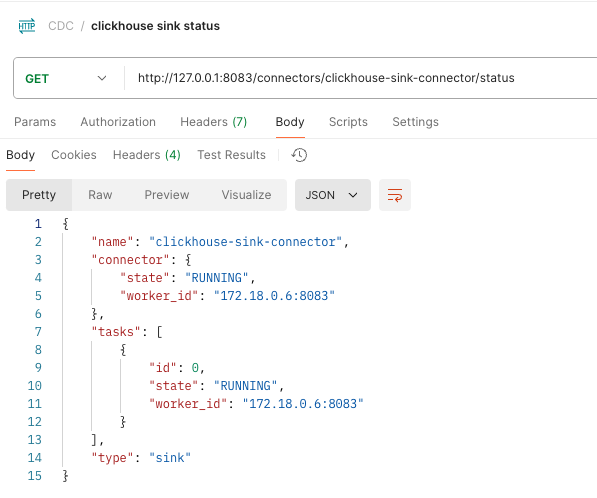 HTTP CDC / clickhouse sink status
GET http://127.0.0.1:8083/connectors/clickhouse-sink-connector/status
Params Authorization Headers (7) Body Scripts Settings
Body Cookies Headers (4) Test Results
Pretty Raw Preview Visualize JSON
1 {
2 "name": "clickhouse-sink-connector",
3 "connector": {
4 "state": "RUNNING",
5 "worker_id": "172.18.0.6:8083"
6 },
7 "tasks": [
8 {
9 "id": 0,
10 "state": "RUNNING",
11 "worker_id": "172.18.0.6:8083"
12 }
13 ],
14 "type": "sink"
15 }